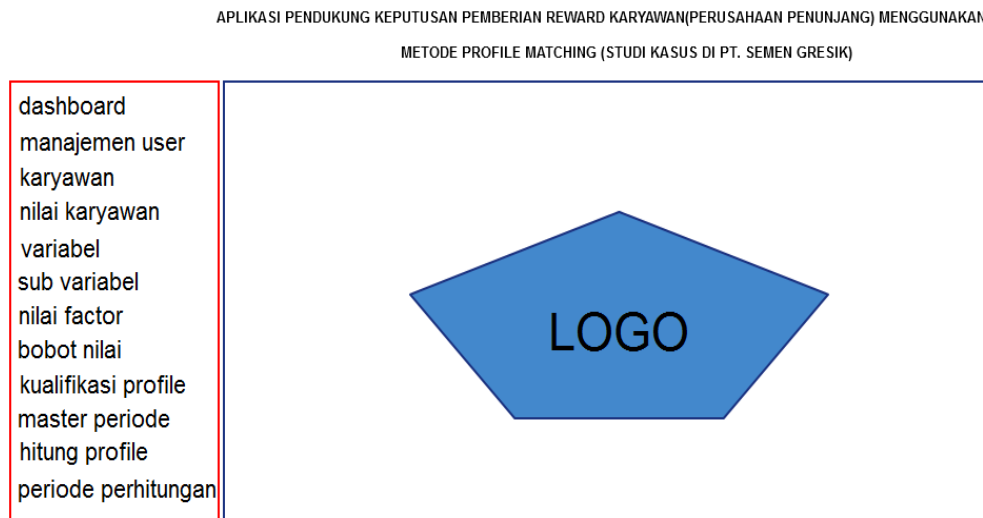 APLIKASI PENDUKUNG KEPUTUSAN PEMBERIAN REWARD KARYAWAN(PERUSAHAAN PENUNJANG) MENGGUNAKAN
METODE PROFILE MATCHING (STUDI KASUS DI PT. SEMEN GRESIK)
dashboard
manajemen user
karyawan
nilai karyawan
variabel
sub variabel
nilai factor
bobot nilai
kualifikasi profile
master periode
hitung profile
periode perhitungan
LOGO